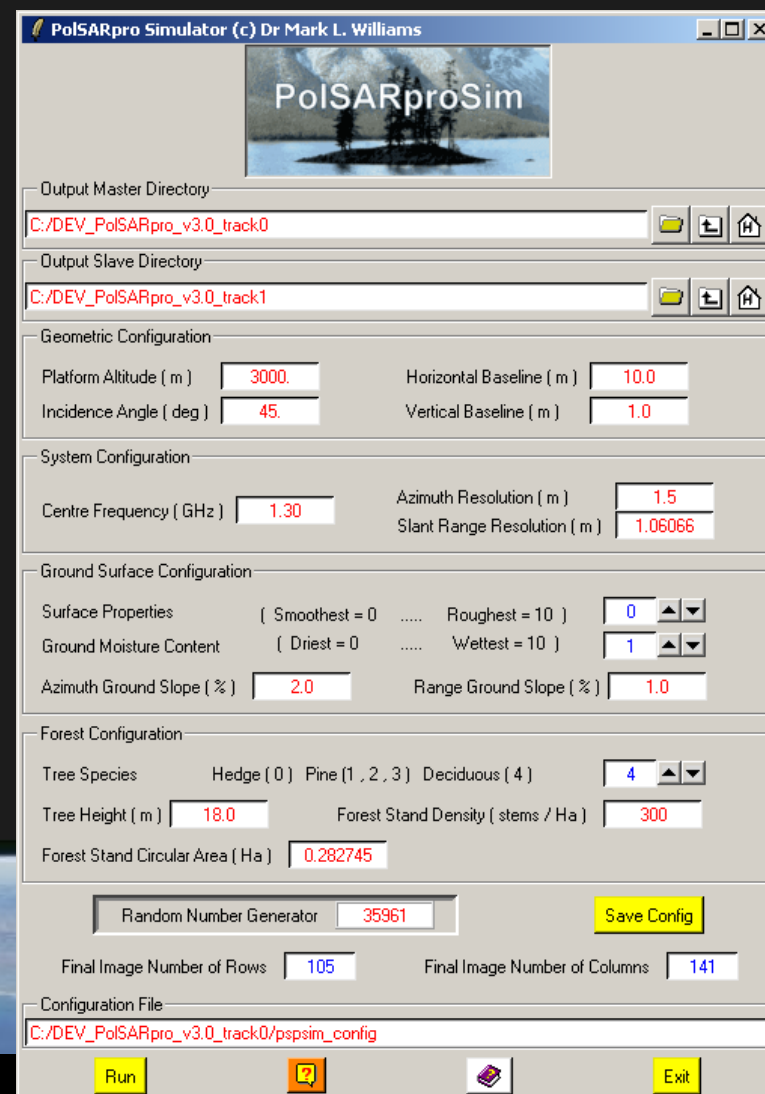 PolSARpro Simulator (c) Dr Mark L. Williams
PolSARproSim
Output Master Directory
C:/DEV_PolSARpro_v3.0_track0
H
Output Slave Directory
C:/DEV_PolSARpro_v3.0_track1
H
Geometric Configuration
Platform Altitude ( m ) 3000. Horizontal Baseline ( m ) 10.0
Incidence Angle ( deg ) 45. Vertical Baseline ( m ) 1.0
System Configuration
Centre Frequency ( GHz ) 1.30 Azimuth Resolution ( m ) 1.5
Slant Range Resolution ( m ) 1.06066
Ground Surface Configuration
Surface Properties ( Smoothest = 0 ..... Roughest = 10 ) 0
Ground Moisture Content ( Driest = 0 ..... Wettest = 10 ) 1
Azimuth Ground Slope ( % ) 2.0 Range Ground Slope ( % ) 1.0
Forest Configuration
Tree Species Hedge ( 0 ) Pine (1 , 2 , 3 ) Deciduous ( 4 ) 4
Tree Height ( m ) 18.0 Forest Stand Density ( stems / Ha ) 300
Forest Stand Circular Area ( Ha ) 0.282745
Random Number Generator 35961 Save Config
Final Image Number of Rows 105 Final Image Number of Columns 141
Configuration File
C:/DEV_PolSARpro_v3.0_track0/pspsim_config
Run ? Exit